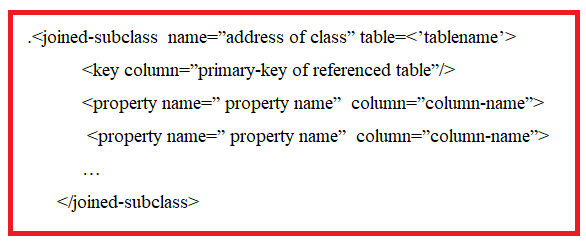 .<joined-subclass name=”address of class” table=<’tablename’>
<key column=”primary-key of referenced table”/>
<property name=” property name” column=”column-name”>
<property name=” property name” column=”column-name”>
…
</joined-subclass>